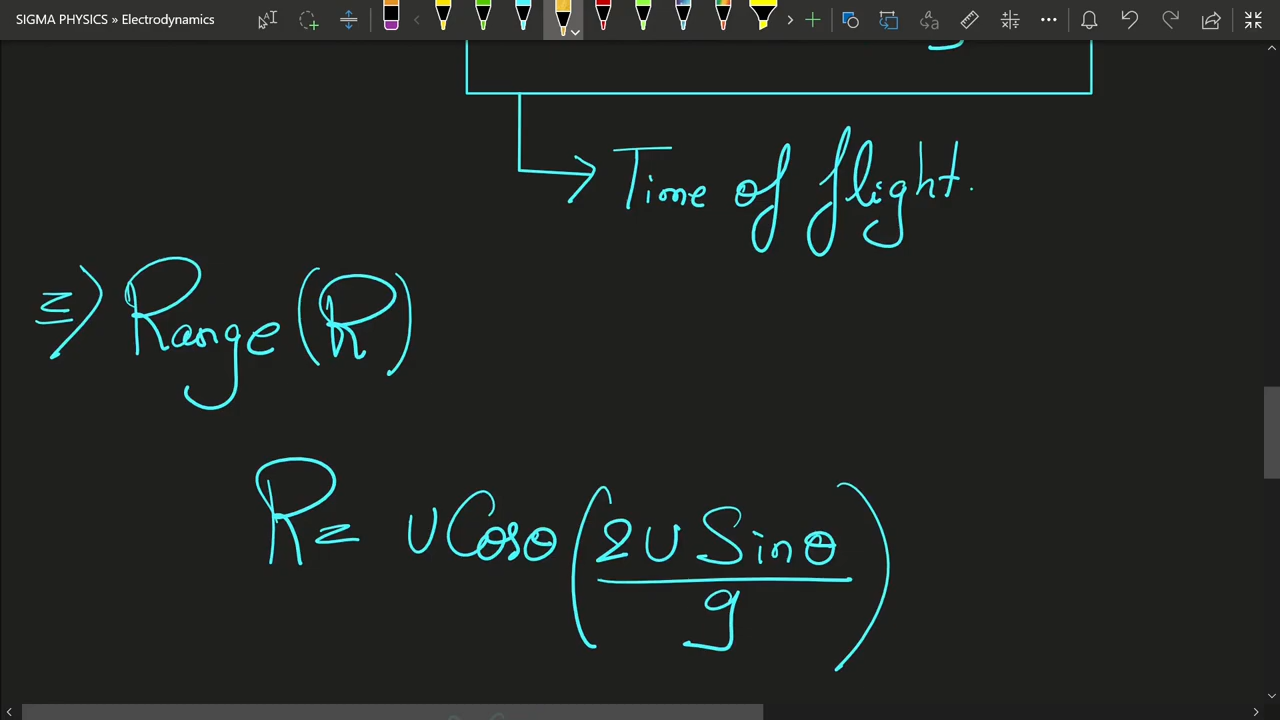 SIGMA PHYSICS » Electrodynamics
→ Time of flight.
⇒ Range (R)
R = U Cosθ (2U Sinθ / g)